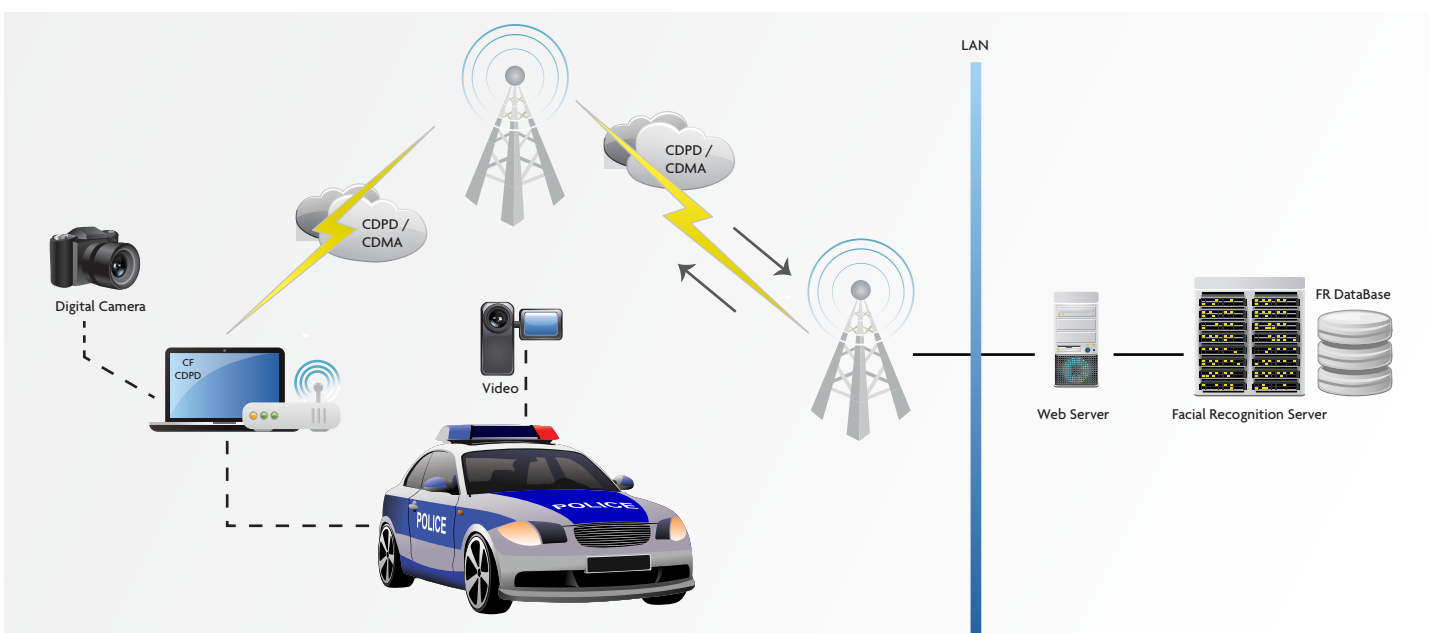 LAN
CDPD /
CDMA
CDPD /
CDMA
Digital Camera
FR DataBase
CF
CDPD
Video
Web Server
Facial Recognition Server
POLICE
POLICE